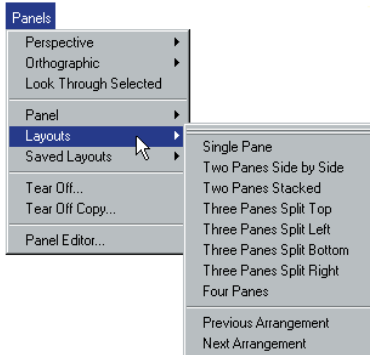 Panels
Perspective
Orthographic
Look Through Selected
Panel
Layouts
Saved Layouts
Tear Off...
Tear Off Copy...
Panel Editor...
Single Pane
Two Panes Side by Side
Two Panes Stacked
Three Panes Split Top
Three Panes Split Left
Three Panes Split Bottom
Three Panes Split Right
Four Panes
Previous Arrangement
Next Arrangement